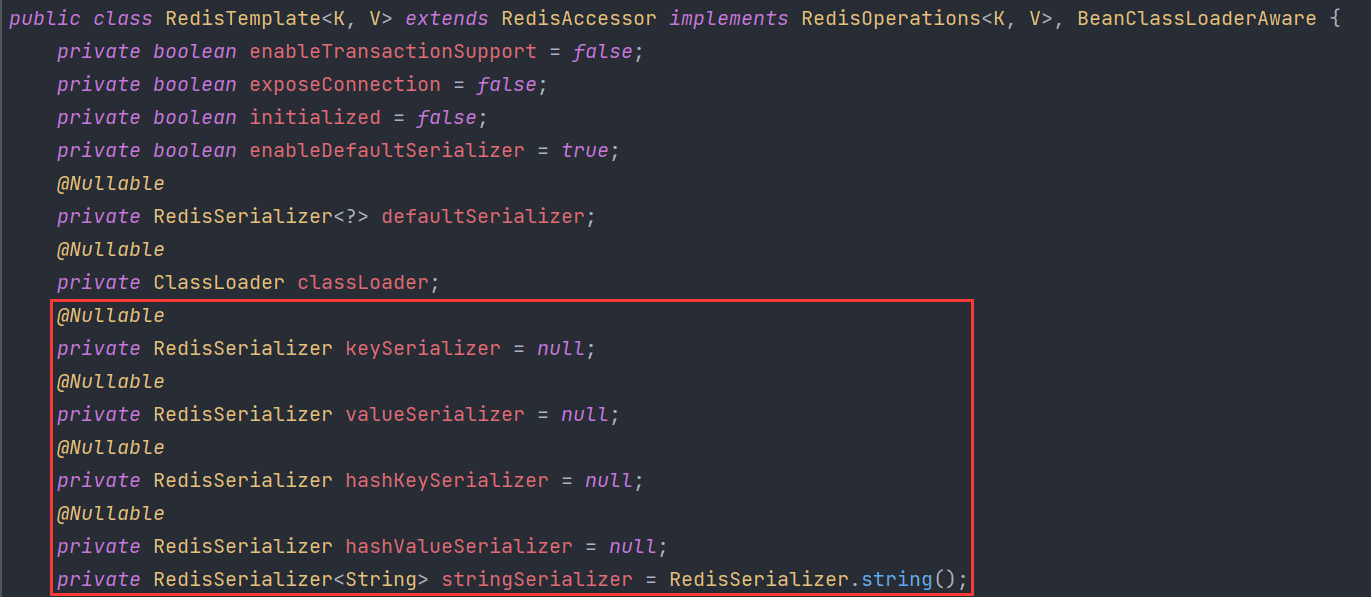 public class RedisTemplate<K, V> extends RedisAccessor implements RedisOperations<K, V>, BeanClassLoaderAware {
    private boolean enableTransactionSupport = false;
    private boolean exposeConnection = false;
    private boolean initialized = false;
    private boolean enableDefaultSerializer = true;
    @Nullable
    private RedisSerializer<?> defaultSerializer;
    @Nullable
    private ClassLoader classLoader;
    @Nullable
    private RedisSerializer keySerializer = null;
    @Nullable
    private RedisSerializer valueSerializer = null;
    @Nullable
    private RedisSerializer hashKeySerializer = null;
    @Nullable
    private RedisSerializer hashValueSerializer = null;
    private RedisSerializer<String> stringSerializer = RedisSerializer.string();